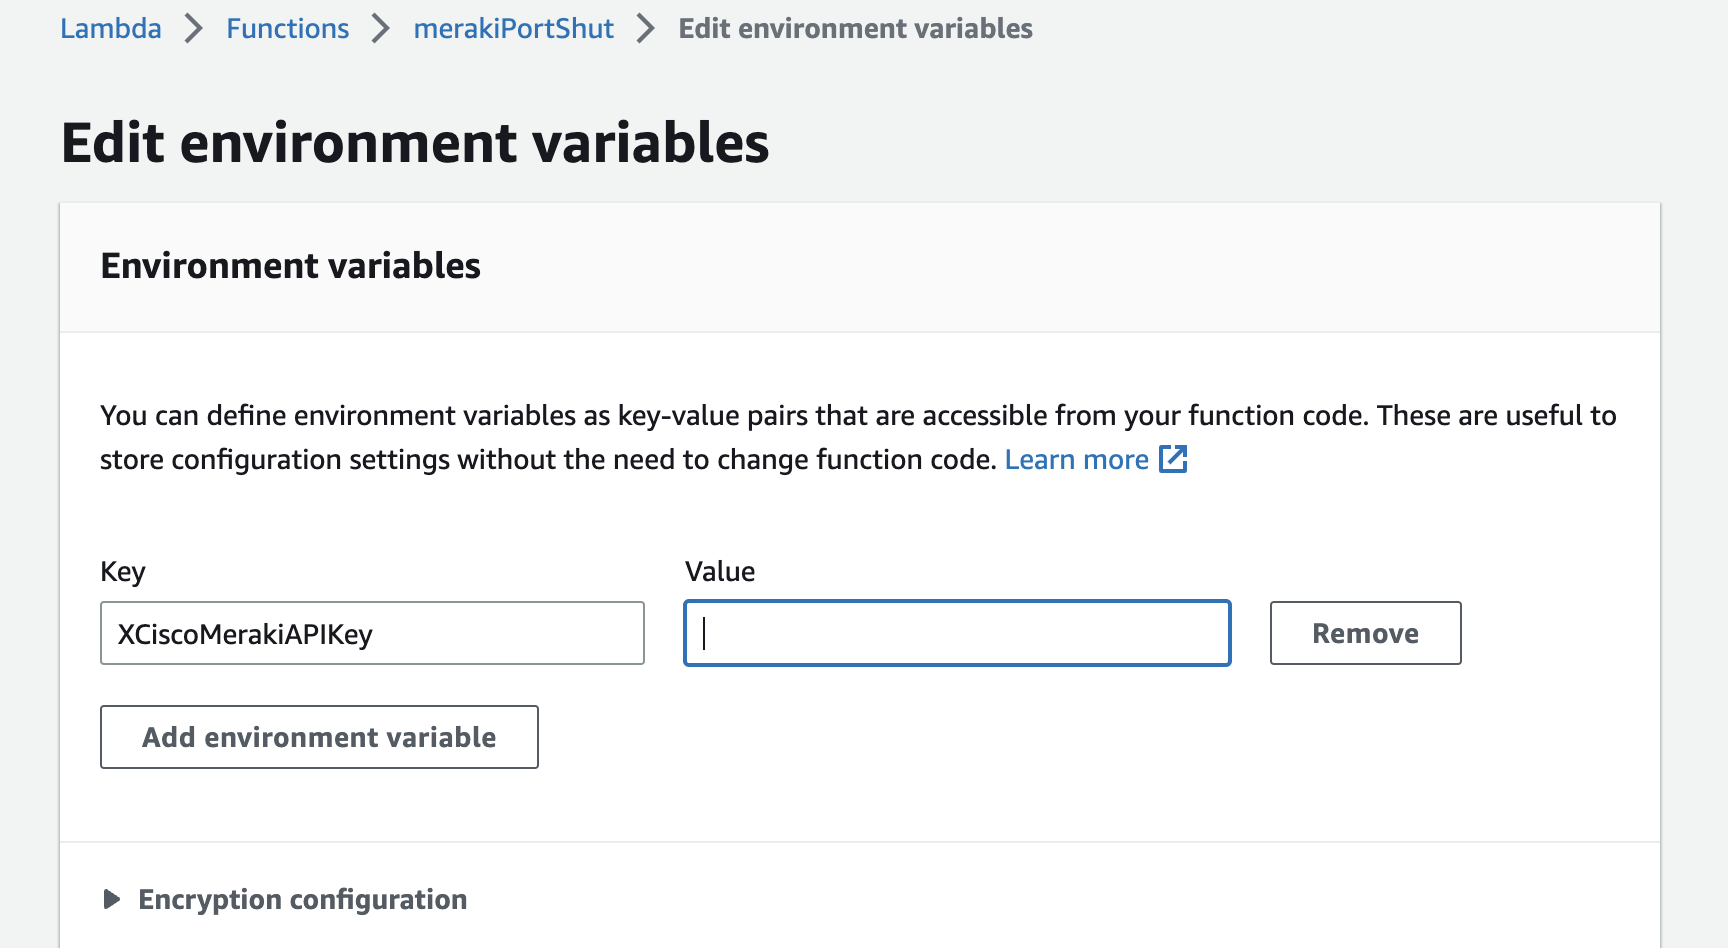 Lambda > Functions > merakiPortShut > Edit environment variables
Edit environment variables
Environment variables
You can define environment variables as key-value pairs that are accessible from your function code. These are useful to
store configuration settings without the need to change function code. Learn more
Key Value
XCiscoMerakiAPIKey Remove
Add environment variable
Encryption configuration